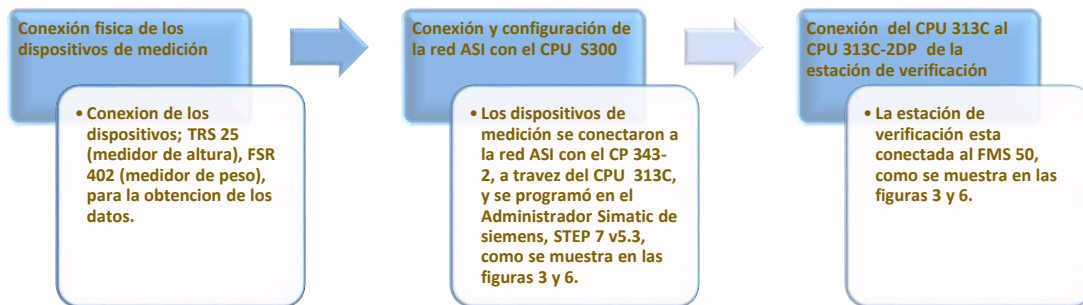 Conexión fisica de los
dispositivos de medición
• Conexion de los
dispositivos; TRS 25
(medidor de altura), FSR
402 (medidor de peso),
para la obtencion de los
datos.
Conexión y configuración de
la red ASI con el CPU S300
• Los dispositivos de
medición se conectaron a
la red ASI con el CP 343-
2, a travez del CPU 313C,
y se programó en el
Administrador Simatic de
siemens, STEP 7 v5.3,
como se muestra en las
figuras 3 y 6.
Conexión del CPU 313C al
CPU 313C-2DP de la
estación de verificación
• La estación de
verificación esta
conectada al FMS 50,
como se muestra en las
figuras 3 y 6.